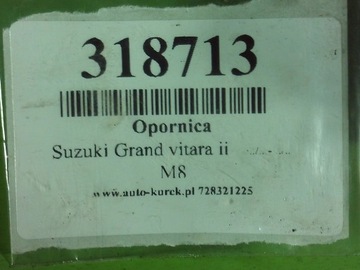 318713
Opornica
Suzuki Grand vitara ii
M8
www.auto-kurek.pl 728321225